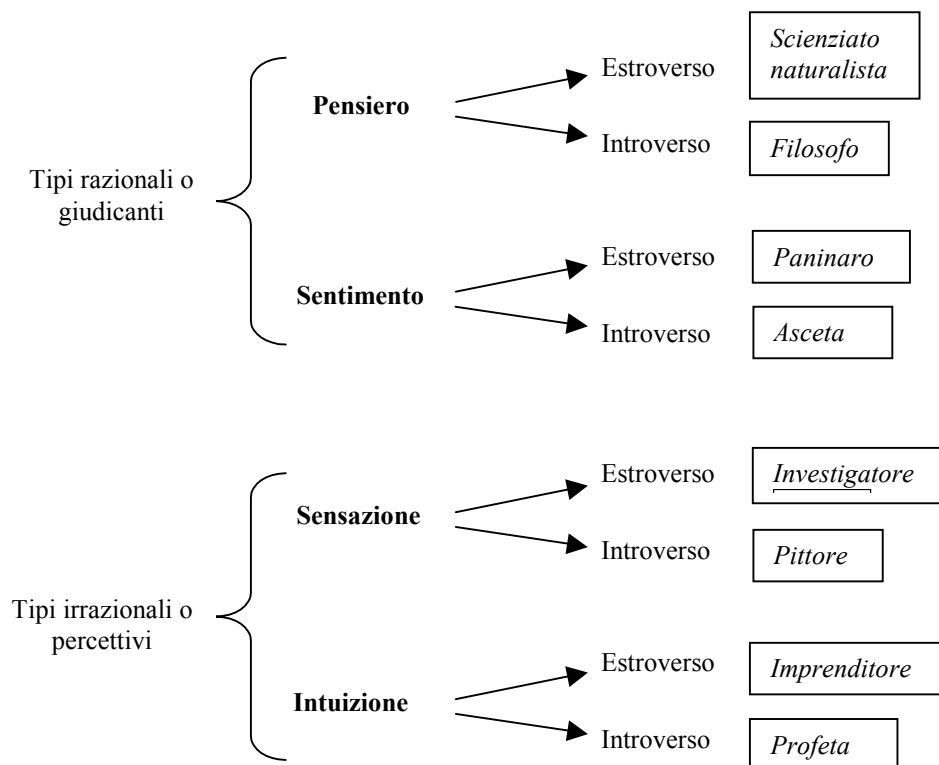 Tipi razionali o
giudicanti
Pensiero
Estroverso
Scienziato
naturalista
Introverso
Filosofo
Sentimento
Estroverso
Paninaro
Introverso
Asceta
Tipi irrazionali o
percettivi
Sensazione
Estroverso
Investigatore
Introverso
Pittore
Intuizione
Estroverso
Imprenditore
Introverso
Profeta